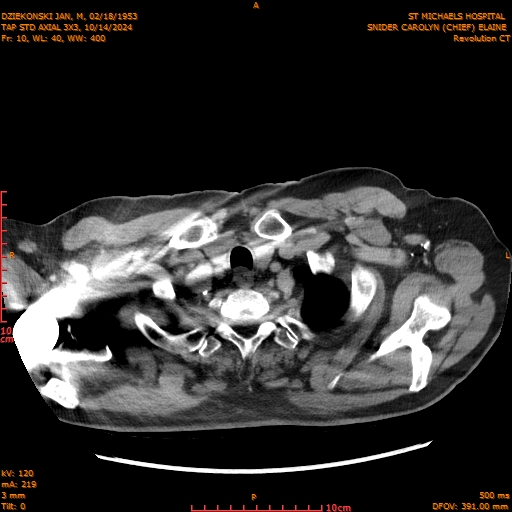 A
DZIEKONSKI JAN, M, 02/18/1953
TAP STD AXIAL 3X3, 10/14/2024
Fr: 10, WL: 40, WW: 400
ST MICHAELS HOSPITAL
SNIDER CAROLYN (CHIEF) ELAINE
Revolution CT
R
L
10
cm
kV: 120
mA: 219
3 mm
Tilt: 0
P
10cm
500 ms
DFOV: 391.00 mm